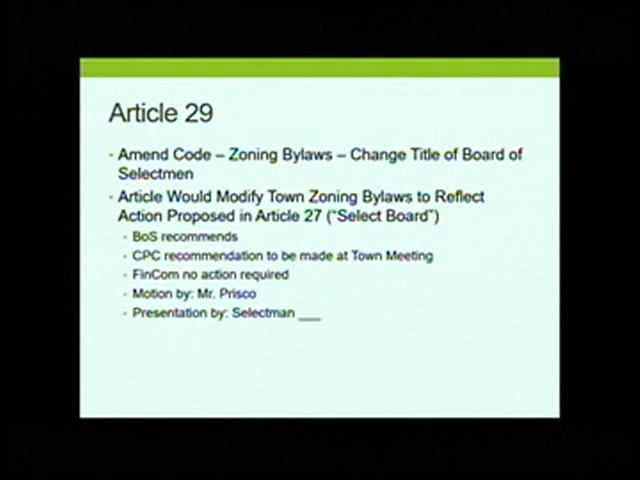 Article 29
Amend Code – Zoning Bylaws – Change Title of Board of
Selectmen
Article Would Modify Town Zoning Bylaws to Reflect
Action Proposed in Article 27 ("Select Board")
BoS recommends
CPC recommendation to be made at Town Meeting
FinCom no action required
Motion by: Mr. Prisco
Presentation by: Selectman ___